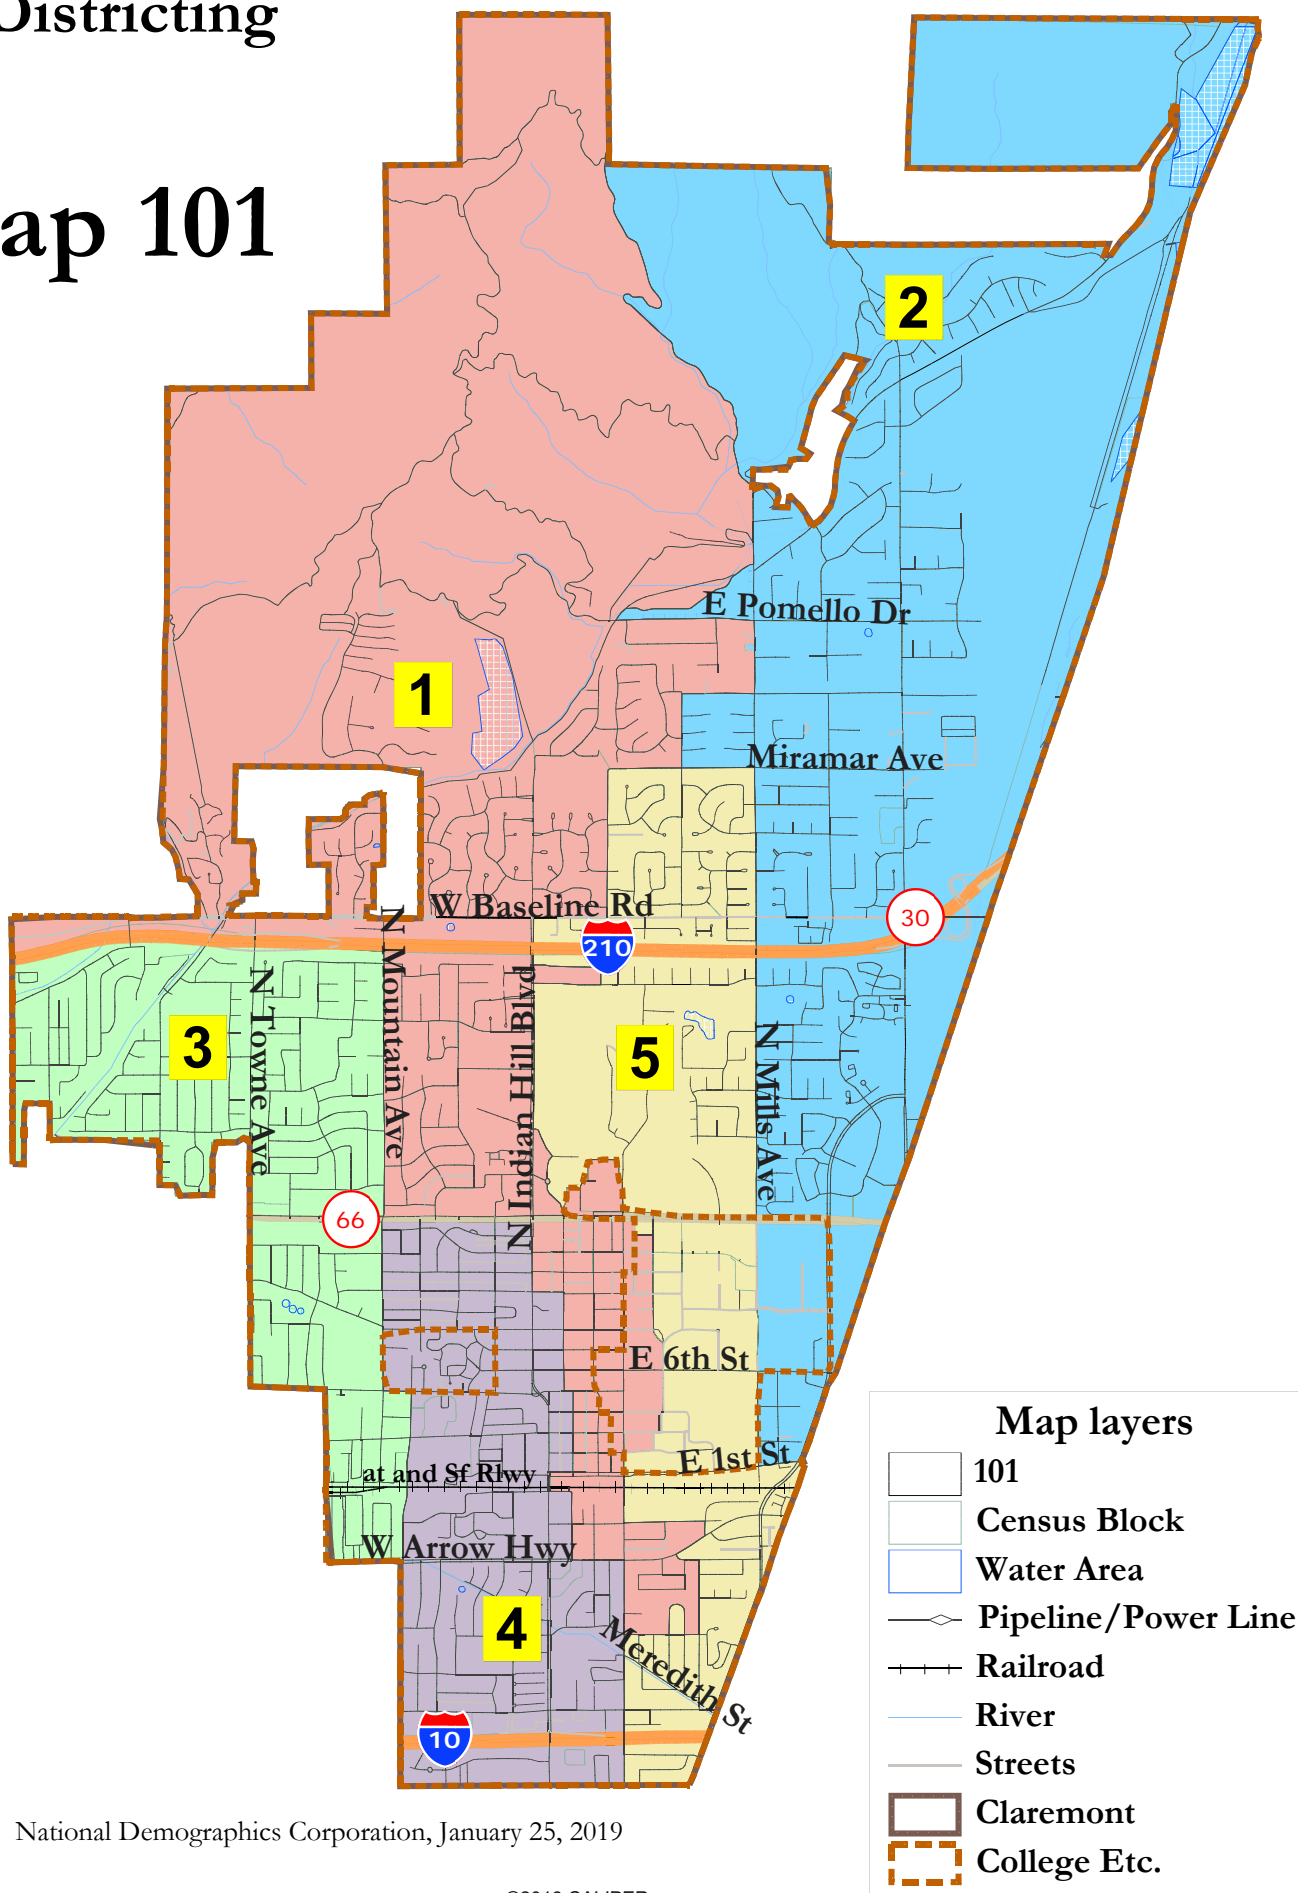 Districting
ap 101
2
E Pomello Dr
1
Miramar Ave
W Baseline Rd
30
210
N Mountain Ave
N Indian Hill Blvd
N Towne Ave
3
5
N Mills Ave
66
E 6th St
E 1st St
at and Sf Rlwy
W Arrow Hwy
4
Meredith St
10
Map layers
101
Census Block
Water Area
Pipeline/Power Line
Railroad
River
Streets
Claremont
College Etc.
National Demographics Corporation, January 25, 2019